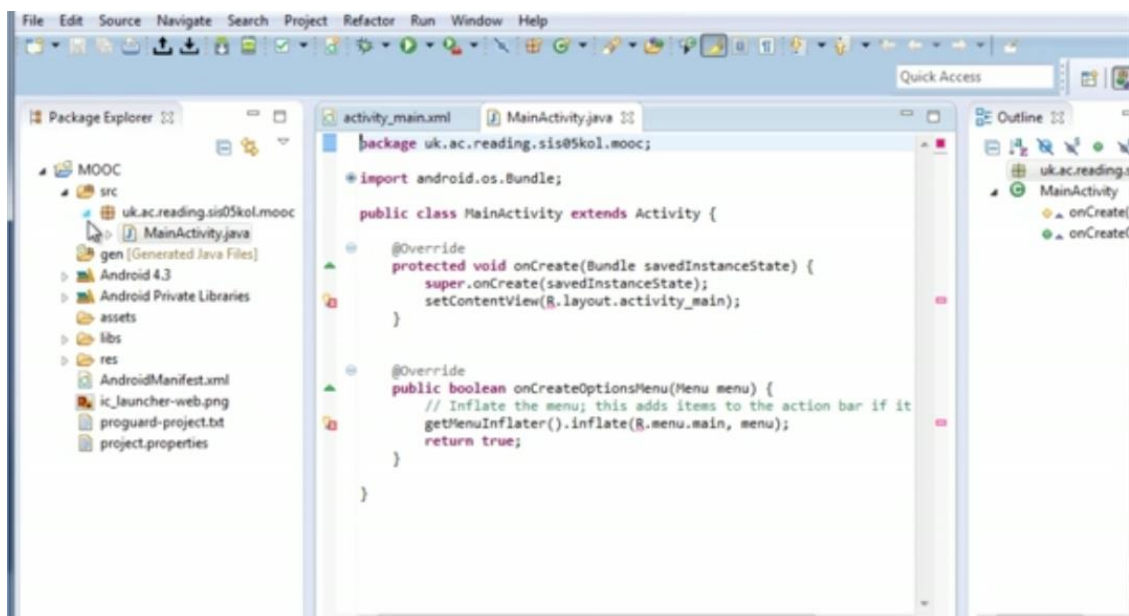 File Edit Source Navigate Search Project Refactor Run Window Help
Quick Access
Package Explorer
MOOC
src
uk.ac.reading.sis05kol.mooc
MainActivity.java
gen [Generated Java Files]
Android 4.3
Android Private Libraries
assets
libs
res
AndroidManifest.xml
ic_launcher-web.png
proguard-project.txt
project.properties
activity_main.xml MainActivity.java
package uk.ac.reading.sis05kol.mooc;
import android.os.Bundle;
public class MainActivity extends Activity {
@Override
protected void onCreate(Bundle savedInstanceState) {
super.onCreate(savedInstanceState);
setContentView(R.layout.activity_main);
}
@Override
public boolean onCreateOptionsMenu(Menu menu) {
// Inflate the menu; this adds items to the action bar if it
getMenuInflater().inflate(R.menu.main, menu);
return true;
}
}
Outline
uk.ac.reading.s
MainActivity
onCreate(
onCreateO